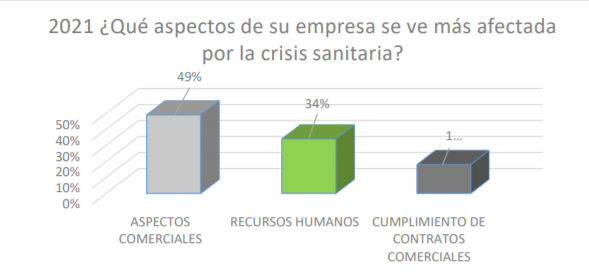 2021 ¿Qué aspectos de su empresa se ve más afectada
por la crisis sanitaria?
49%
34%
1...
50%
40%
30%
20%
10%
0%
ASPECTOS
COMERCIALES
RECURSOS HUMANOS
CUMPLIMIENTO DE
CONTRATOS
COMERCIALES